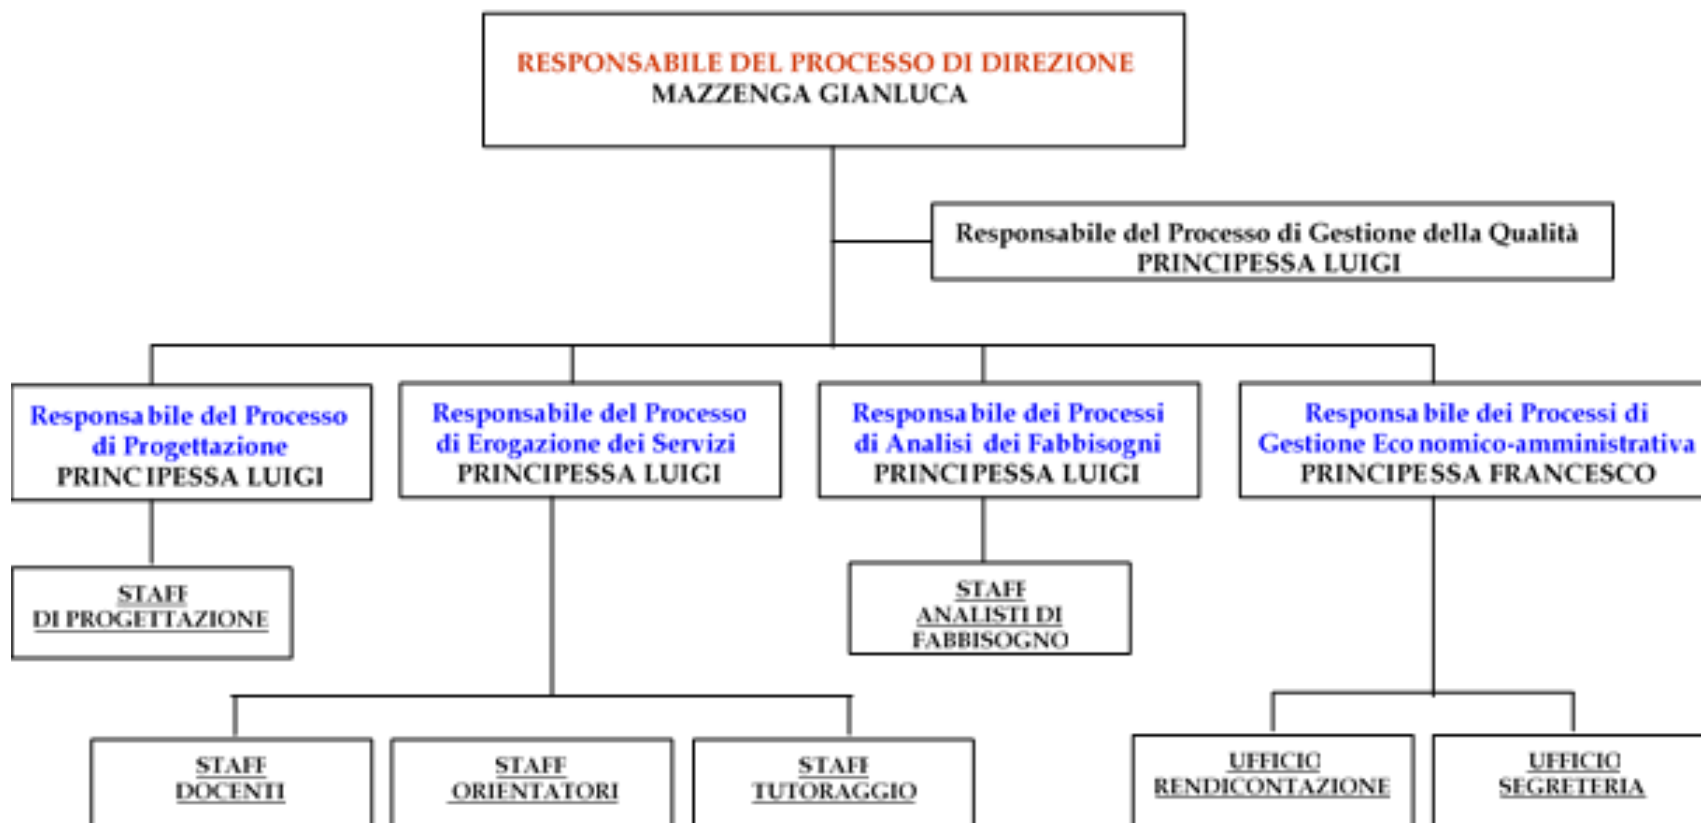 RESPONSABILE DEL PROCESSO DI DIREZIONE
MAZZENGA GIANLUCA
Responsabile del Processo di Gestione della Qualità
PRINCIPESSA LUIGI
Responsabile del Processo
di Progettazione
PRINCIPESSA LUIGI
Responsabile del Processo
di Erogazione dei Servizi
PRINCIPESSA LUIGI
Responsabile dei Processi
di Analisi dei Fabbisogni
PRINCIPESSA LUIGI
Responsabile dei Processi di
Gestione Economico-amministrativa
PRINCIPESSA FRANCESCO
STAFF
DI PROGETTAZIONE
STAFF
ANALISTI DI
FABBISOGNO
STAFF
DOCENTI
STAFF
ORIENTATORI
STAFF
TUTORAGGIO
UFFICIO
RENDICONTAZIONE
UFFICIO
SEGRETERIA